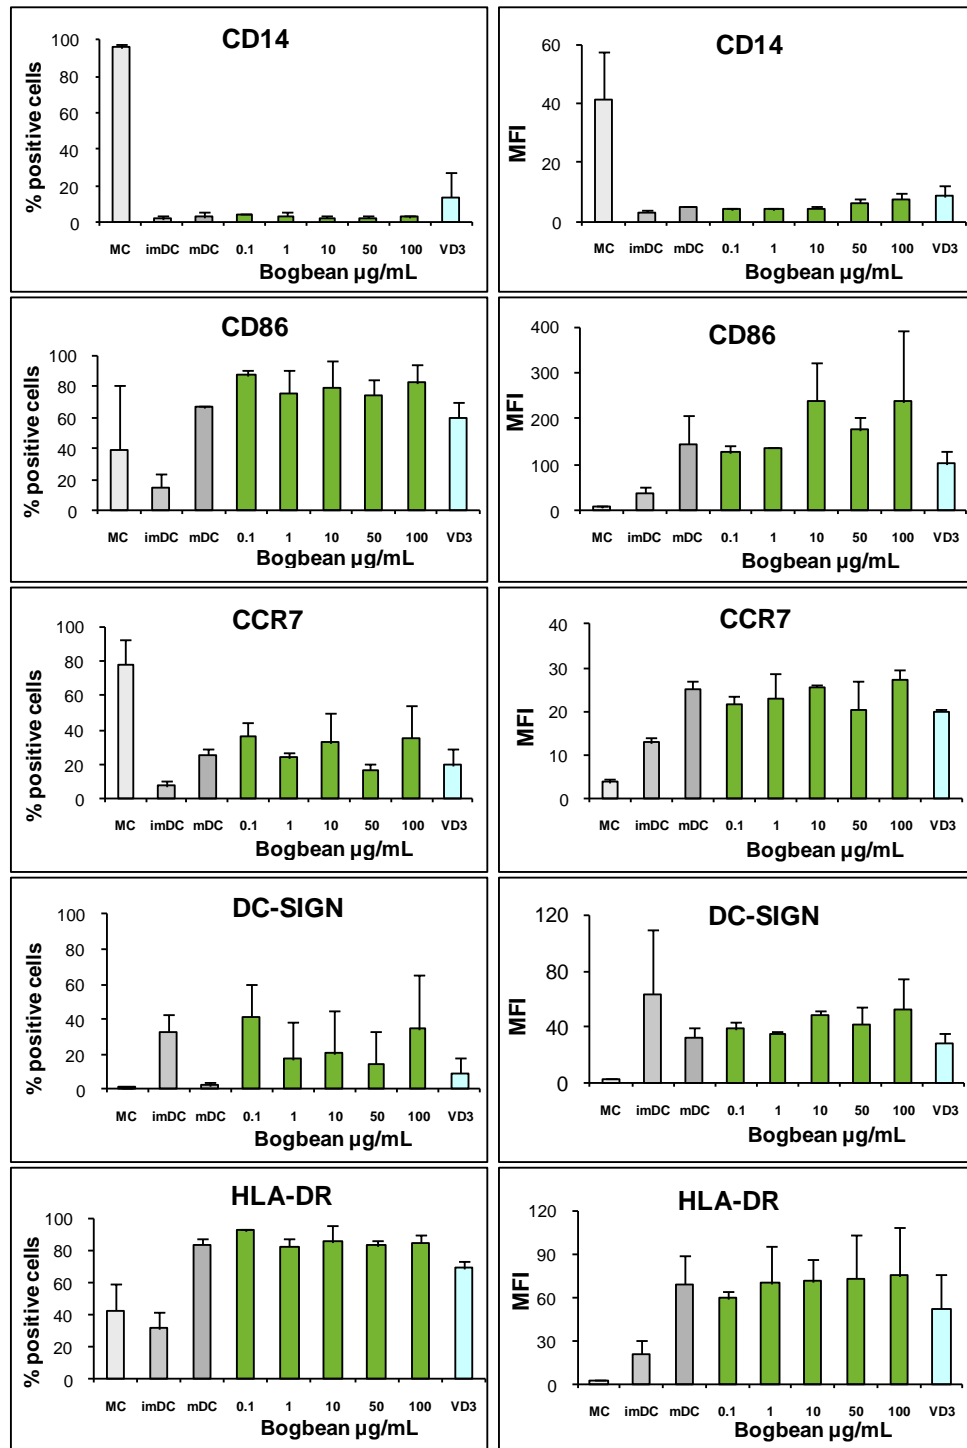 CD14
% positive cells
100
80
60
40
20
0
MC imDC mDC 0.1 1 10 50 100 VD3
Bogbean µg/mL
CD14
MFI
60
40
20
0
MC imDC mDC 0.1 1 10 50 100 VD3
Bogbean µg/mL
CD86
% positive cells
100
80
60
40
20
0
MC imDC mDC 0.1 1 10 50 100 VD3
Bogbean µg/mL
CD86
MFI
400
300
200
100
0
MC imDC mDC 0.1 1 10 50 100 VD3
Bogbean µg/mL
CCR7
% positive cells
100
80
60
40
20
0
MC imDC mDC 0.1 1 10 50 100 VD3
Bogbean µg/mL
CCR7
MFI
40
30
20
10
0
MC imDC mDC 0.1 1 10 50 100 VD3
Bogbean µg/mL
DC-SIGN
% positive cells
100
80
60
40
20
0
MC imDC mDC 0.1 1 10 50 100 VD3
Bogbean µg/mL
DC-SIGN
MFI
120
80
40
0
MC imDC mDC 0.1 1 10 50 100 VD3
Bogbean µg/mL
HLA-DR
% positive cells
100
80
60
40
20
0
MC imDC mDC 0.1 1 10 50 100 VD3
Bogbean µg/mL
HLA-DR
MFI
120
90
60
30
0
MC imDC mDC 0.1 1 10 50 100 VD3
Bogbean µg/mL